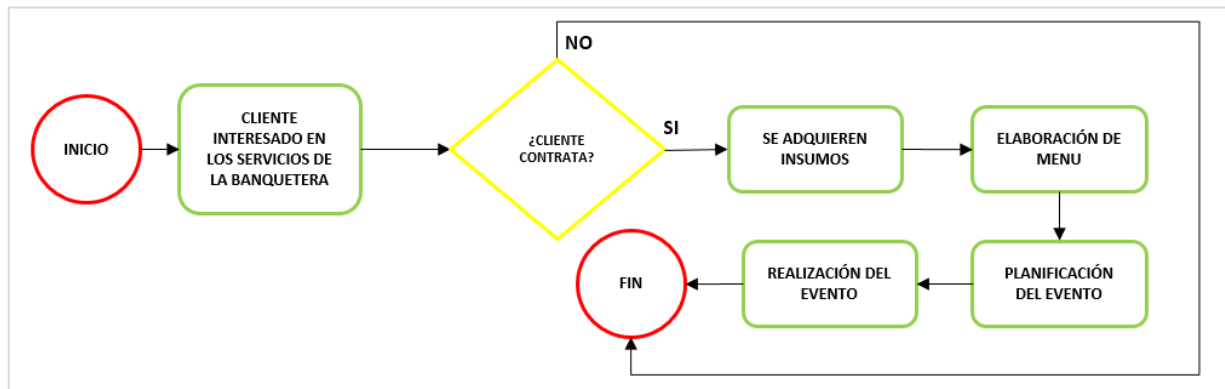 INICIO
CLIENTE
INTERESADO EN
LOS SERVICIOS DE
LA BANQUETERA
¿CLIENTE
CONTRATA?
NO
SI
SE ADQUIEREN
INSUMOS
ELABORACIÓN DE
MENU
PLANIFICACIÓN
DEL EVENTO
REALIZACIÓN DEL
EVENTO
FIN